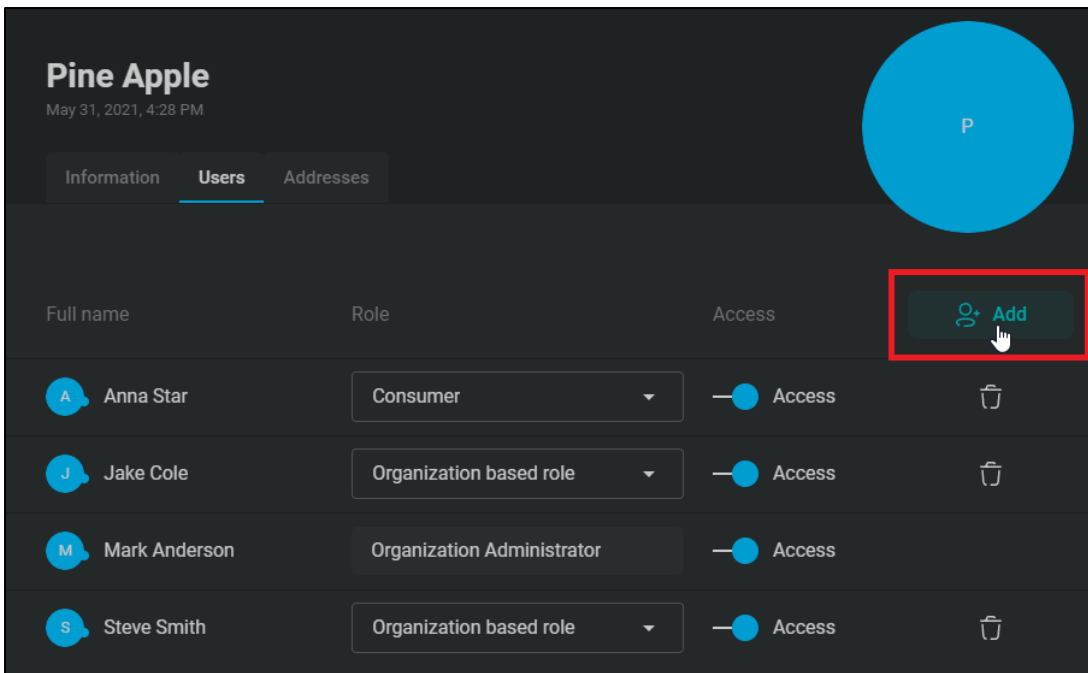 Pine Apple
May 31, 2021, 4:28 PM
P
Information Users Addresses
Full name Role Access Add
A Anna Star Consumer Access
J Jake Cole Organization based role Access
M Mark Anderson Organization Administrator Access
S Steve Smith Organization based role Access